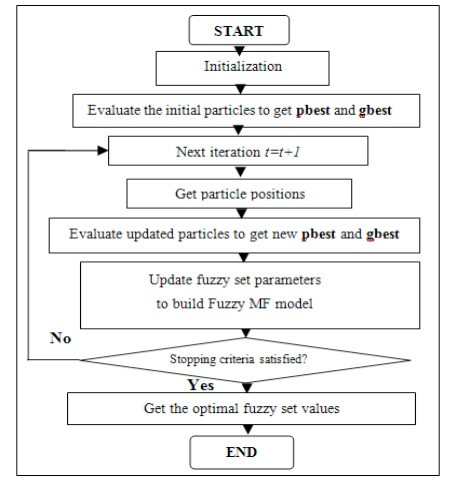 START
Initialization
Evaluate the initial particles to get pbest and gbest
Next iteration t=t+1
Get particle positions
Evaluate updated particles to get new pbest and gbest
Update fuzzy set parameters
to build Fuzzy MF model
No
Stopping criteria satisfied?
Yes
Get the optimal fuzzy set values
END